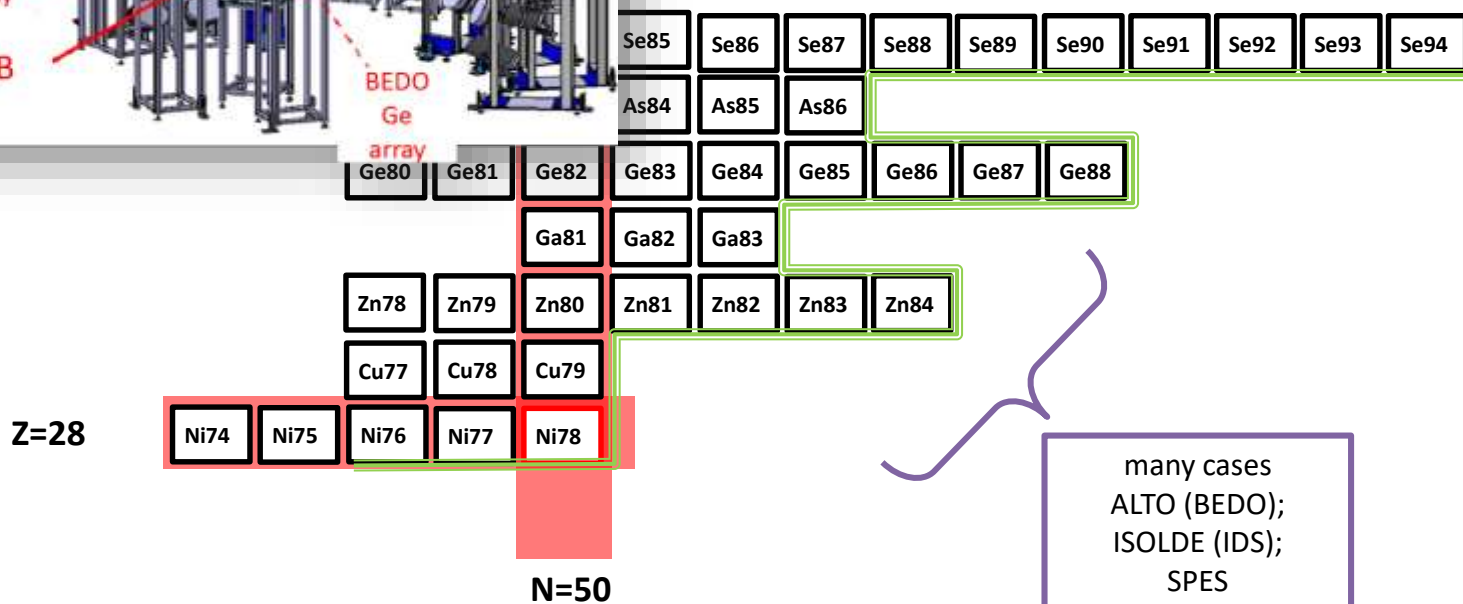 B
BEDO
Ge
array
Se85 Se86 Se87 Se88 Se89 Se90 Se91 Se92 Se93 Se94
As84 As85 As86
Ge80 Ge81 Ge82 Ge83 Ge84 Ge85 Ge86 Ge87 Ge88
Ga81 Ga82 Ga83
Zn78 Zn79 Zn80 Zn81 Zn82 Zn83 Zn84
Cu77 Cu78 Cu79
Z=28 Ni74 Ni75 Ni76 Ni77 Ni78
many cases
ALTO (BEDO);
ISOLDE (IDS);
SPES
N=50